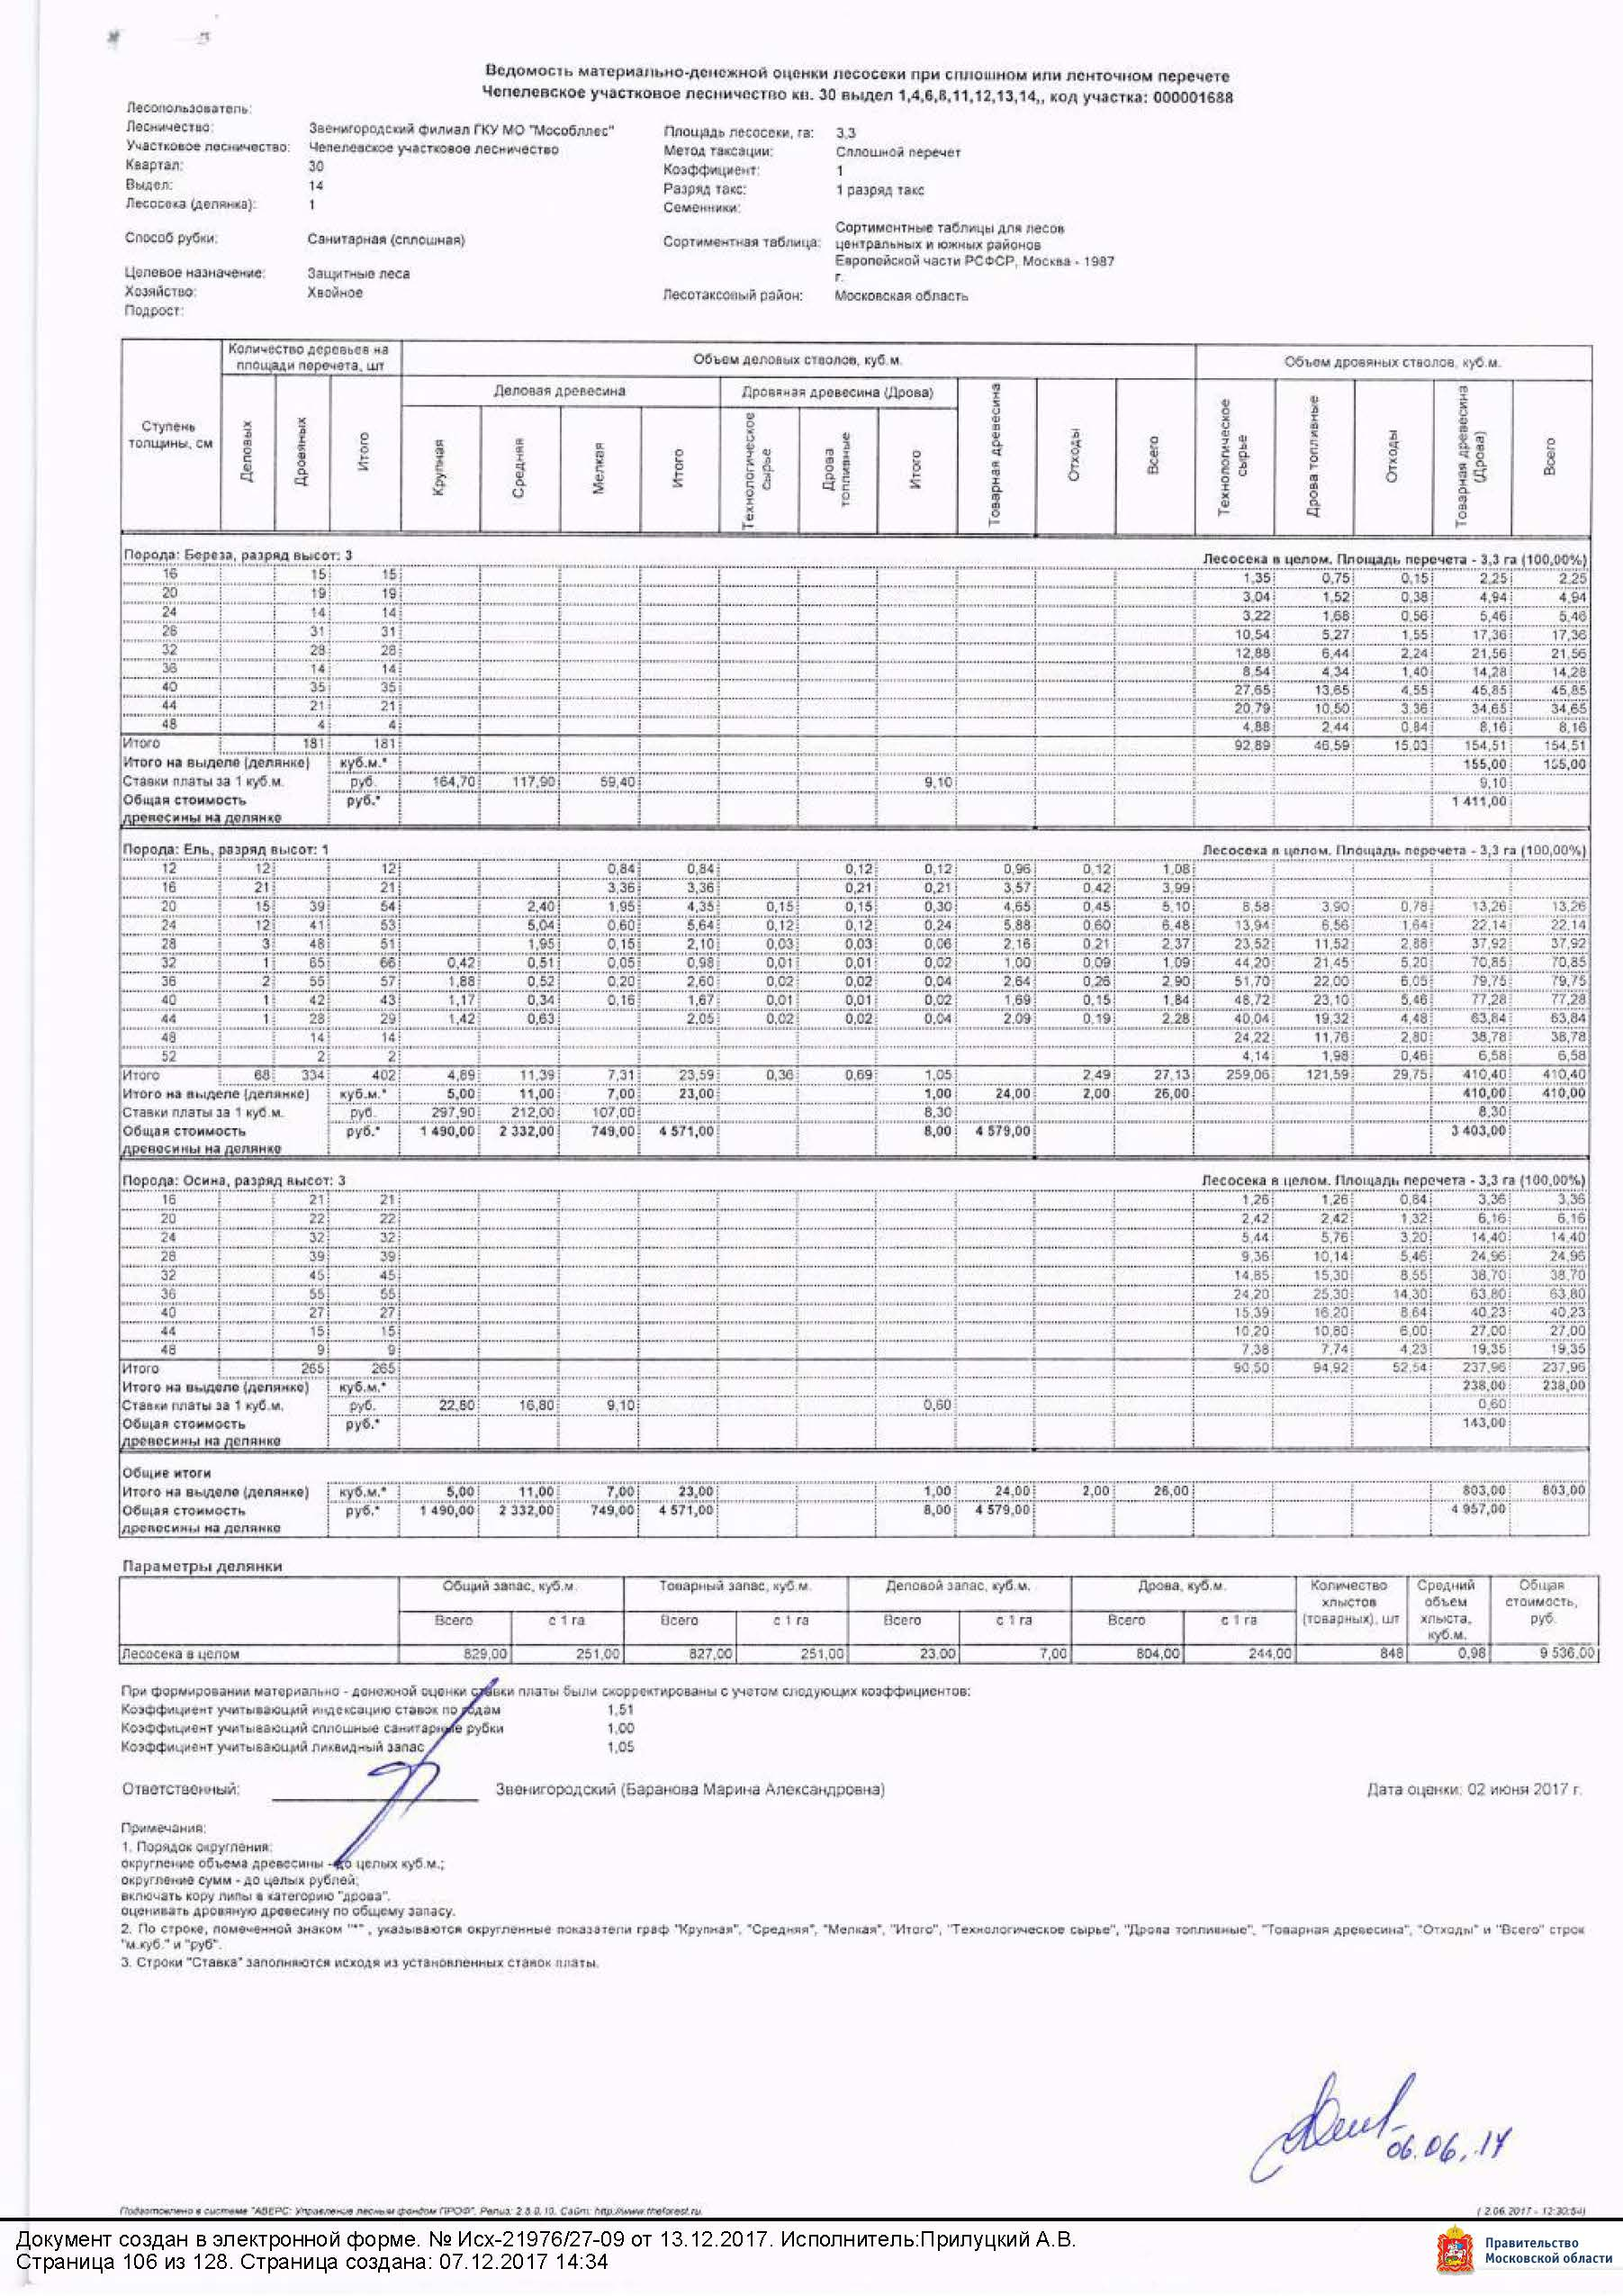 Ведомость материально-денежной оценки лесосеки при сплошном или ленточном перечете
Чепелевское участковое лесничество кв. 30 выдел 1,4,6,8,11,12,13,14,, код участка: 000001688
Лесопользователь:
Лесничество: Звенигородский филиал ГКУ МО "Мособллес" Площадь лесосеки, га: 3,3
Участковое лесничество: Чепелевское участковое лесничество Метод таксации: Сплошной перечет
Квартал: 30 Коэффициент: 1
Выдел: 14 Разряд такс: 1 разряд такс
Лесосека (делянка): 1 Семенники:
Способ рубки: Санитарная (сплошная) Сортиментная таблица: Сортиментные таблицы для лесов
центральных и южных районов
Европейской части РСФСР, Москва - 1987
г.
Целевое назначение: Защитные леса
Хозяйство: Хвойное Лесотаксовый район: Московская область
Подрост:
Ступень толщины, см Количество деревьев на площади перечета, шт Объем деловых стволов, куб.м. Объем дровяных стволов, куб.м.
Деловая древесина Дровяная древесина (Дрова)
Деловых Дровяных Итого Крупная Средняя Мелкая Итого Технологическое сырье Дрова топливные Итого Товарная древесина Отходы Всего Технологическое сырье Дрова топливные Отходы Товарная древесина (Дрова) Всего
Порода: Береза, разряд высот: 3 Лесосека в целом. Площадь перечета - 3,3 га (100,00%)
16 15 15 1,35 0,75 0,15 2,25 2,25
20 19 19 3,04 1,52 0,38 4,94 4,94
24 14 14 3,22 1,68 0,56 5,46 5,46
28 31 31 10,54 5,27 1,55 17,36 17,36
32 28 28 12,88 6,44 2,24 21,56 21,56
36 14 14 8,54 4,34 1,40 14,28 14,28
40 35 35 27,65 13,65 4,55 45,85 45,85
44 21 21 20,79 10,50 3,36 34,65 34,65
48 4 4 4,88 2,44 0,84 8,16 8,16
Итого 181 181 92,89 46,59 15,03 154,51 154,51
Итого на выделе (делянке) куб.м.* 155,00 155,00
Ставки платы за 1 куб.м. руб. 164,70 117,90 59,40 9,10 9,10
Общая стоимость руб.* 1 411,00
древесины на делянке
Порода: Ель, разряд высот: 1 Лесосека в целом. Площадь перечета - 3,3 га (100,00%)
12 12 12 0,84 0,84 0,12 0,12 0,96 0,12 1,08
16 21 21 3,36 3,36 0,21 0,21 3,57 0,42 3,99
20 15 39 54 2,40 1,95 4,35 0,15 0,15 0,30 4,65 0,45 5,10 8,58 3,90 0,78 13,26 13,26
24 12 41 53 5,04 0,60 5,64 0,12 0,12 0,24 5,88 0,60 6,48 13,94 6,56 1,64 22,14 22,14
28 3 48 51 1,95 0,15 2,10 0,03 0,03 0,06 2,16 0,21 2,37 23,52 11,52 2,88 37,92 37,92
32 1 65 66 0,42 0,51 0,05 0,98 0,01 0,01 0,02 1,00 0,09 1,09 44,20 21,45 5,20 70,85 70,85
36 2 55 57 1,88 0,52 0,20 2,60 0,02 0,02 0,04 2,64 0,26 2,90 51,70 22,00 6,05 79,75 79,75
40 1 42 43 1,17 0,34 0,16 1,67 0,01 0,01 0,02 1,69 0,15 1,84 48,72 23,10 5,46 77,28 77,28
44 1 28 29 1,42 0,63 2,05 0,02 0,02 0,04 2,09 0,19 2,28 40,04 19,32 4,48 63,84 63,84
48 14 14 24,22 11,76 2,80 38,78 38,78
52 2 2 4,14 1,98 0,46 6,58 6,58
Итого 68 334 402 4,89 11,39 7,31 23,59 0,36 0,69 1,05 2,49 27,13 259,06 121,59 29,75 410,40 410,40
Итого на выделе (делянке) куб.м.* 5,00 11,00 7,00 23,00 1,00 24,00 2,00 26,00 410,00 410,00
Ставки платы за 1 куб.м. руб. 297,90 212,00 107,00 8,30 8,30
Общая стоимость руб.* 1 490,00 2 332,00 749,00 4 571,00 8,00 4 579,00 3 403,00
древесины на делянке
Порода: Осина, разряд высот: 3 Лесосека в целом. Площадь перечета - 3,3 га (100,00%)
16 21 21 1,26 1,26 0,84 3,36 3,36
20 22 22 2,42 2,42 1,32 6,16 6,16
24 32 32 5,44 5,76 3,20 14,40 14,40
28 39 39 9,36 10,14 5,46 24,96 24,96
32 45 45 14,85 15,30 8,55 38,70 38,70
36 55 55 24,20 25,30 14,30 63,80 63,80
40 27 27 15,39 16,20 8,64 40,23 40,23
44 15 15 10,20 10,80 6,00 27,00 27,00
48 9 9 7,38 7,74 4,23 19,35 19,35
Итого 265 265 90,50 94,92 52,54 237,96 237,96
Итого на выделе (делянке) куб.м.* 238,00 238,00
Ставки платы за 1 куб.м. руб. 22,80 16,80 9,10 0,60 0,60
Общая стоимость руб.* 143,00
древесины на делянке
Общие итоги
Итого на выделе (делянке) куб.м.* 5,00 11,00 7,00 23,00 1,00 24,00 2,00 26,00 803,00 803,00
Общая стоимость руб.* 1 490,00 2 332,00 749,00 4 571,00 8,00 4 579,00 4 957,00
древесины на делянке
Параметры делянки
Общий запас, куб.м. Товарный запас, куб.м. Деловой запас, куб.м. Дрова, куб.м. Количество хлыстов (товарных), шт Средний объем хлыста, куб.м. Общая стоимость, руб.
Всего с 1 га Всего с 1 га Всего с 1 га Всего с 1 га
Лесосека в целом 829,00 251,00 827,00 251,00 23,00 7,00 804,00 244,00 848 0,98 9 536,00
При формировании материально - денежной оценки ставки платы были скорректированы с учетом следующих коэффициентов:
Коэффициент учитывающий индексацию ставок по годам 1,51
Коэффициент учитывающий сплошные санитарные рубки 1,00
Коэффициент учитывающий ликвидный запас 1,05
Ответственный: Звенигородский (Баранова Марина Александровна) Дата оценки: 02 июня 2017 г.
Примечания:
1. Порядок округления:
округление объема древесины - до целых куб.м.;
округление сумм - до целых рублей;
включать кору липы в категорию "дрова".
оценивать дровяную древесину по общему запасу.
2. По строке, помеченной знаком "*" , указываются округленные показатели граф "Крупная", "Средняя", "Мелкая", "Итого", "Технологическое сырье", "Дрова топливные", "Товарная древесина", "Отходы" и "Всего" строк
"м.куб." и "руб".
3. Строки "Ставка" заполняются исходя из установленных ставок платы.
06.06.17
Подготовлено в системе "АВЕРС: Управление лесным фондом ПРОФ". Релиз: 2.8.0.10. Сайт: http://www.theforest.ru. ( 2.06.2017 - 12:30:54)
Документ создан в электронной форме. № Исх-21976/27-09 от 13.12.2017. Исполнитель:Прилуцкий А.В.
Страница 106 из 128. Страница создана: 07.12.2017 14:34
Правительство
Московской области